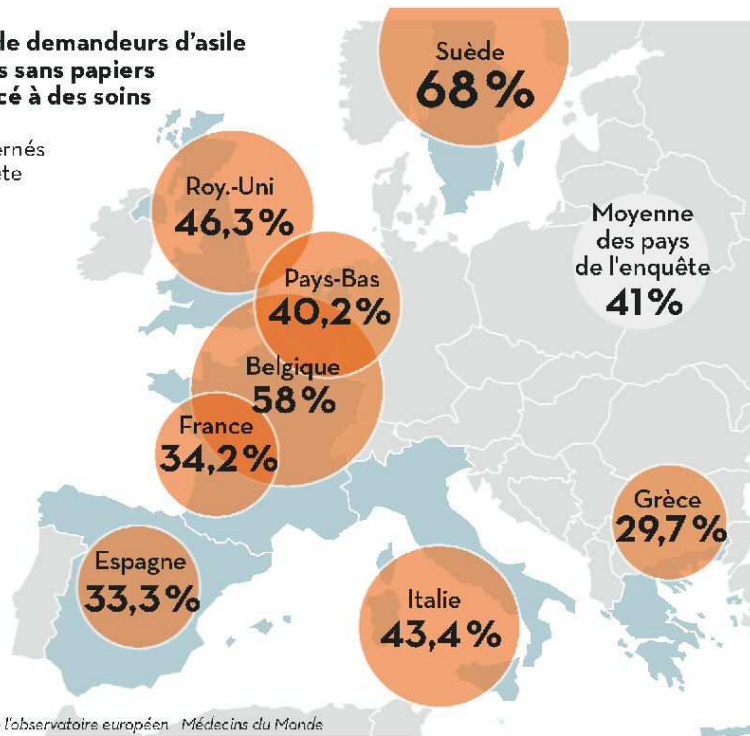 de demandeurs d'asile
s sans papiers
cé à des soins
ernés
ête
Suède
68%
Roy.-Uni
46,3%
Moyenne
des pays
de l'enquête
41%
Pays-Bas
40,2%
Belgique
58%
France
34,2%
Grèce
29,7%
Espagne
33,3%
Italie
43,4%
l'observatoire européen Médecins du Monde